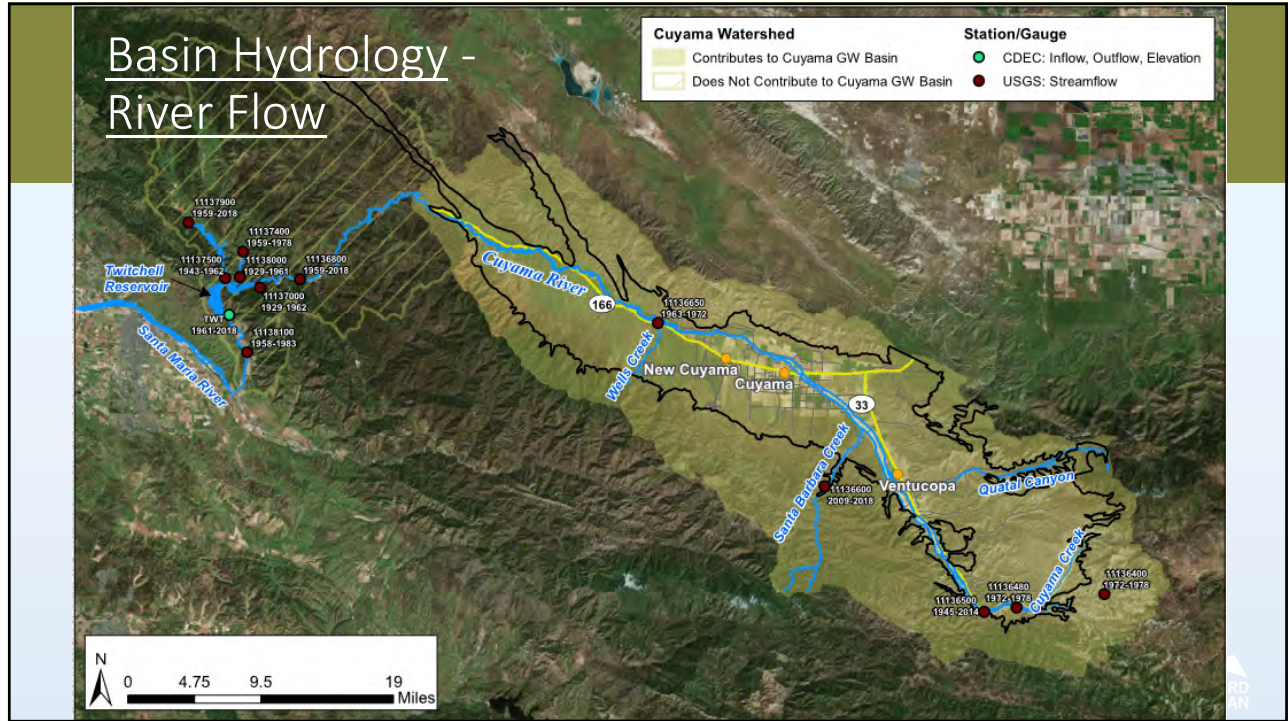 Basin Hydrology -
River Flow
Cuyama Watershed
Contributes to Cuyama GW Basin
Does Not Contribute to Cuyama GW Basin
Station/Gauge
CDEC: Inflow, Outflow, Elevation
USGS: Streamflow
11137900
1959-2018
11137400
1959-1978
11137500
1943-1962
11138000
1929-1961
11136800
1959-2018
Twitchell
Reservoir
11137000
1929-1962
TWT
1961-2018
11138100
1958-1983
Santa Maria River
Cuyama River
166
11136650
1963-1972
Wells Creek
New Cuyama
Cuyama
33
Santa Barbara Creek
11136600
2009-2018
Ventucopa
Quatal Canyon
Cuyama Creek
11136400
1972-1978
11136480
1972-1978
11136500
1945-2014
N
0 4.75 9.5 19
Miles
RD
AN